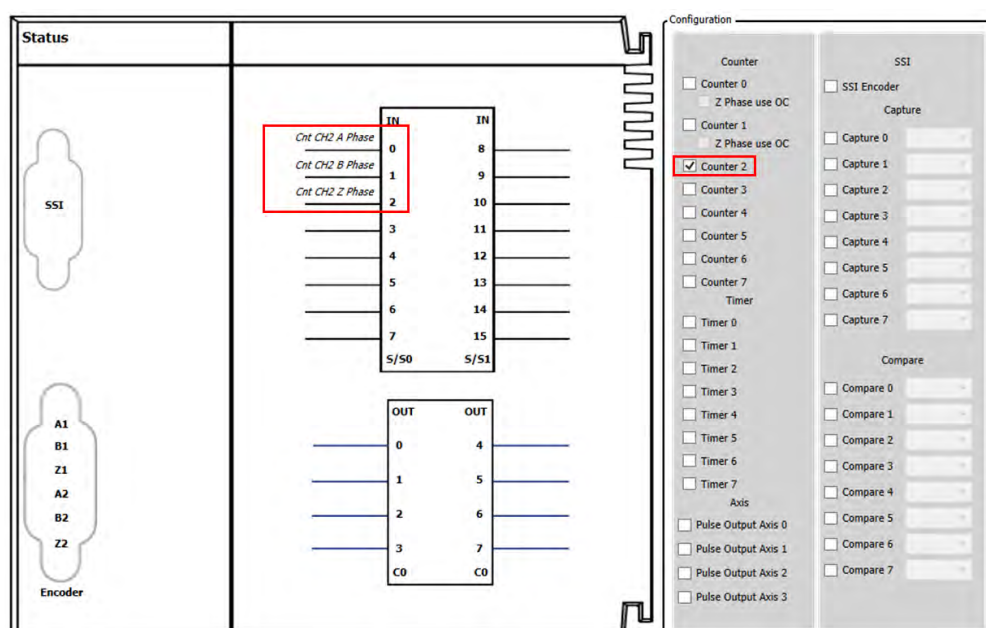 Status
SSI
A1
B1
Z1
A2
B2
Z2
Encoder
IN IN
Cnt CH2 A Phase
0 8
Cnt CH2 B Phase
1 9
Cnt CH2 Z Phase
2 10
3 11
4 12
5 13
6 14
7 15
S/S0 S/S1
OUT OUT
0 4
1 5
2 6
3 7
C0 C0
Configuration
Counter
Counter 0
Z Phase use OC
Counter 1
Z Phase use OC
Counter 2
Counter 3
Counter 4
Counter 5
Counter 6
Counter 7
Timer
Timer 0
Timer 1
Timer 2
Timer 3
Timer 4
Timer 5
Timer 6
Timer 7
Axis
Pulse Output Axis 0
Pulse Output Axis 1
Pulse Output Axis 2
Pulse Output Axis 3
SSI
SSI Encoder
Capture
Capture 0
Capture 1
Capture 2
Capture 3
Capture 4
Capture 5
Capture 6
Capture 7
Compare
Compare 0
Compare 1
Compare 2
Compare 3
Compare 4
Compare 5
Compare 6
Compare 7